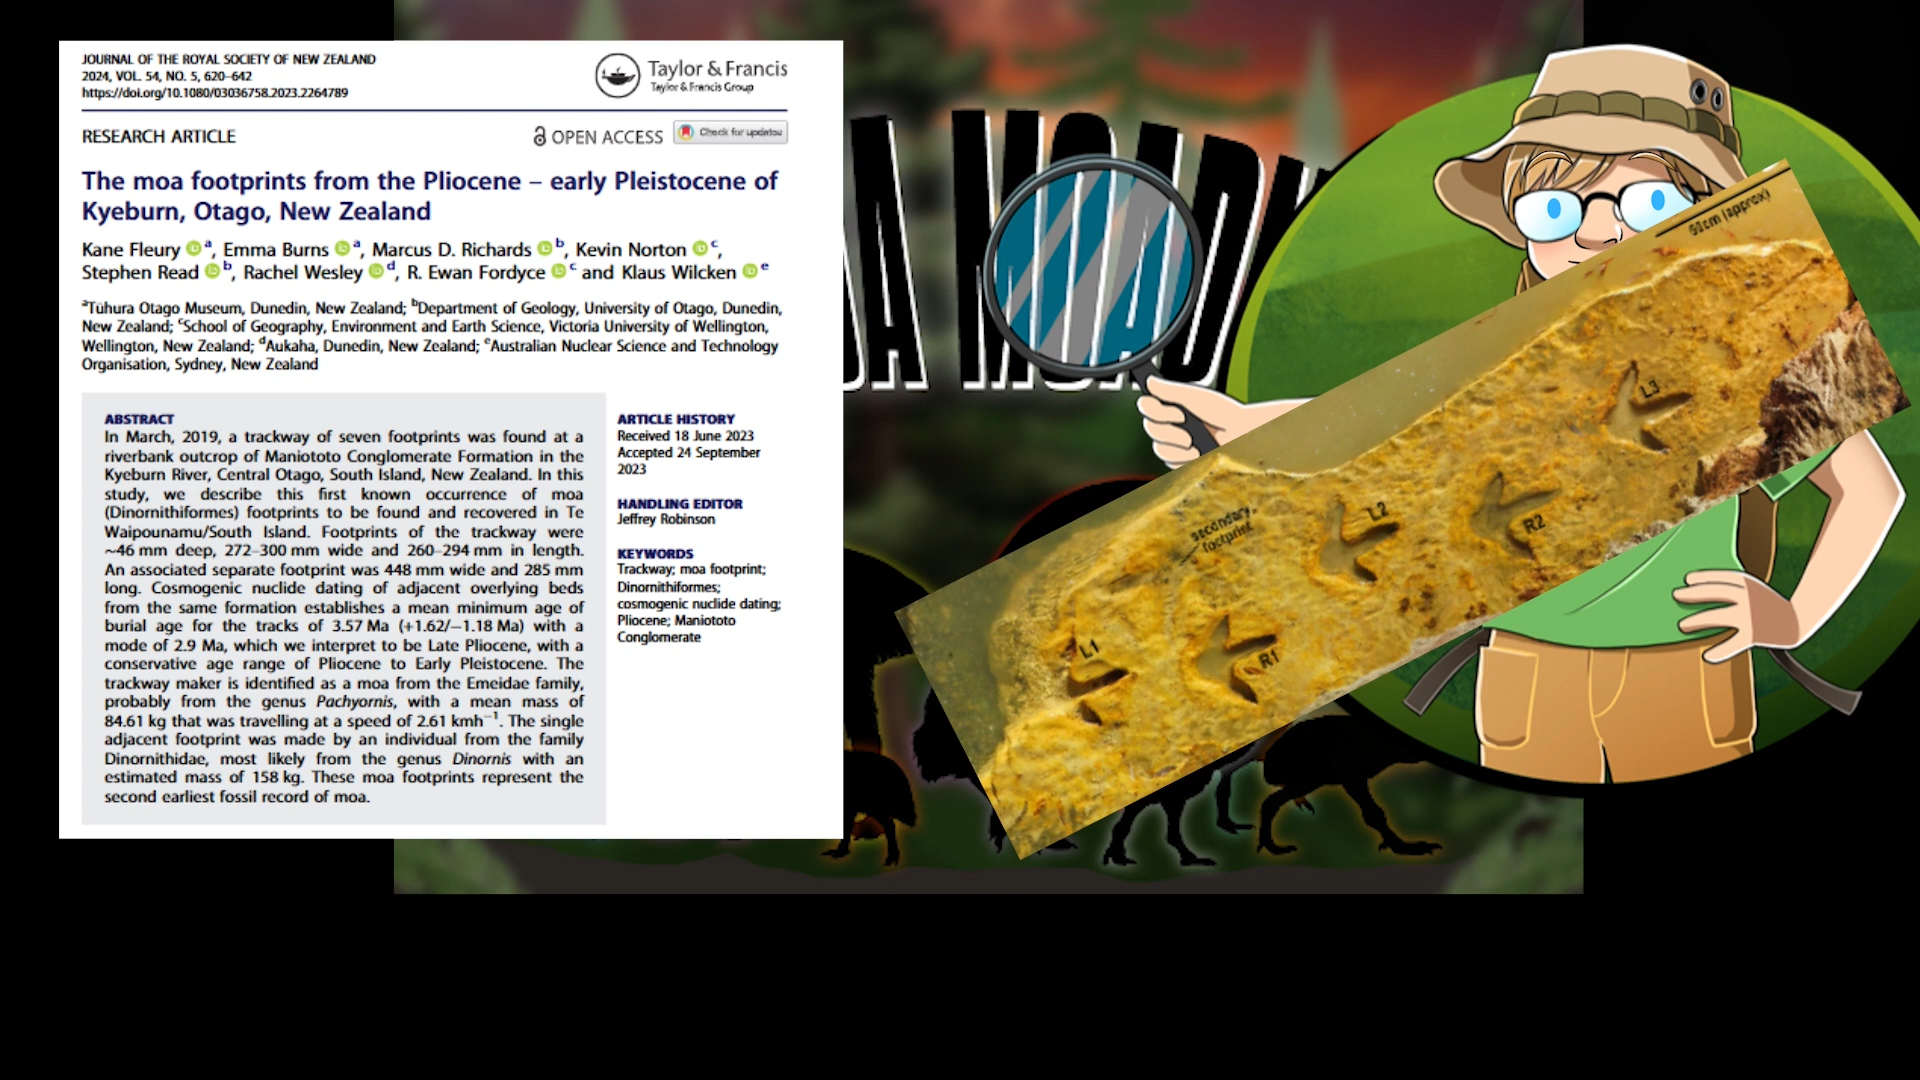 JOURNAL OF THE ROYAL SOCIETY OF NEW ZEALAND
2024, VOL. 54, NO. 5, 620–642
https://doi.org/10.1080/03036758.2023.2264789
Taylor & Francis
Taylor & Francis Group
RESEARCH ARTICLE
OPEN ACCESS
Check for updates
The moa footprints from the Pliocene – early Pleistocene of
Kyeburn, Otago, New Zealand
Kane Fleury a, Emma Burns a, Marcus D. Richards b, Kevin Norton c,
Stephen Read b, Rachel Wesley d, R. Ewan Fordyce c and Klaus Wilcken e
aTūhura Otago Museum, Dunedin, New Zealand; bDepartment of Geology, University of Otago, Dunedin,
New Zealand; cSchool of Geography, Environment and Earth Science, Victoria University of Wellington,
Wellington, New Zealand; dAukaha, Dunedin, New Zealand; eAustralian Nuclear Science and Technology
Organisation, Sydney, New Zealand
ABSTRACT
In March, 2019, a trackway of seven footprints was found at a
riverbank outcrop of Maniototo Conglomerate Formation in the
Kyeburn River, Central Otago, South Island, New Zealand. In this
study, we describe this first known occurrence of moa
(Dinornithiformes) footprints to be found and recovered in Te
Waipounamu/South Island. Footprints of the trackway were
~46 mm deep, 272–300 mm wide and 260–294 mm in length.
An associated separate footprint was 448 mm wide and 285 mm
long. Cosmogenic nuclide dating of adjacent overlying beds
from the same formation establishes a mean minimum age of
burial age for the tracks of 3.57 Ma (+1.62/−1.18 Ma) with a
mode of 2.9 Ma, which we interpret to be Late Pliocene, with a
conservative age range of Pliocene to Early Pleistocene. The
trackway maker is identified as a moa from the Emeidae family,
probably from the genus Pachyornis, with a mean mass of
84.61 kg that was travelling at a speed of 2.61 kmh−1. The single
adjacent footprint was made by an individual from the family
Dinornithidae, most likely from the genus Dinornis with an
estimated mass of 158 kg. These moa footprints represent the
second earliest fossil record of moa.
ARTICLE HISTORY
Received 18 June 2023
Accepted 24 September
2023
HANDLING EDITOR
Jeffrey Robinson
KEYWORDS
Trackway; moa footprint;
Dinornithiformes;
cosmogenic nuclide dating;
Pliocene; Maniototo
Conglomerate
(approx)
L3
L2
R2
secondary
footprint
L1
R1